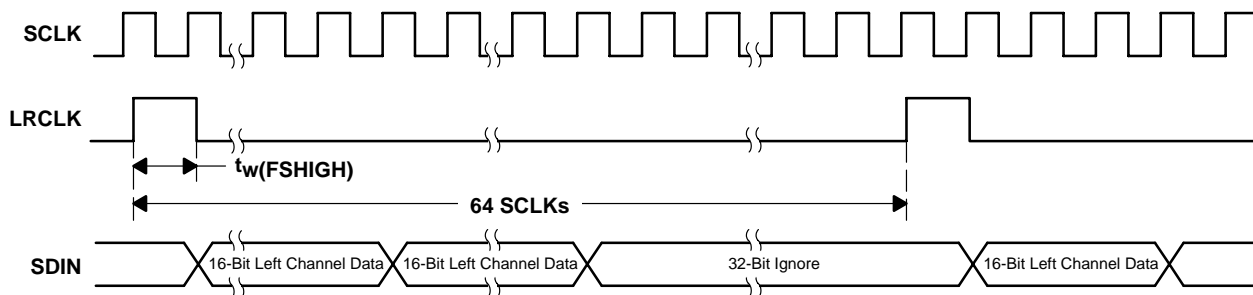 SCLK
LRCLK
tw(FSHIGH)
64 SCLKs
SDIN
16-Bit Left Channel Data
16-Bit Left Channel Data
32-Bit Ignore
16-Bit Left Channel Data